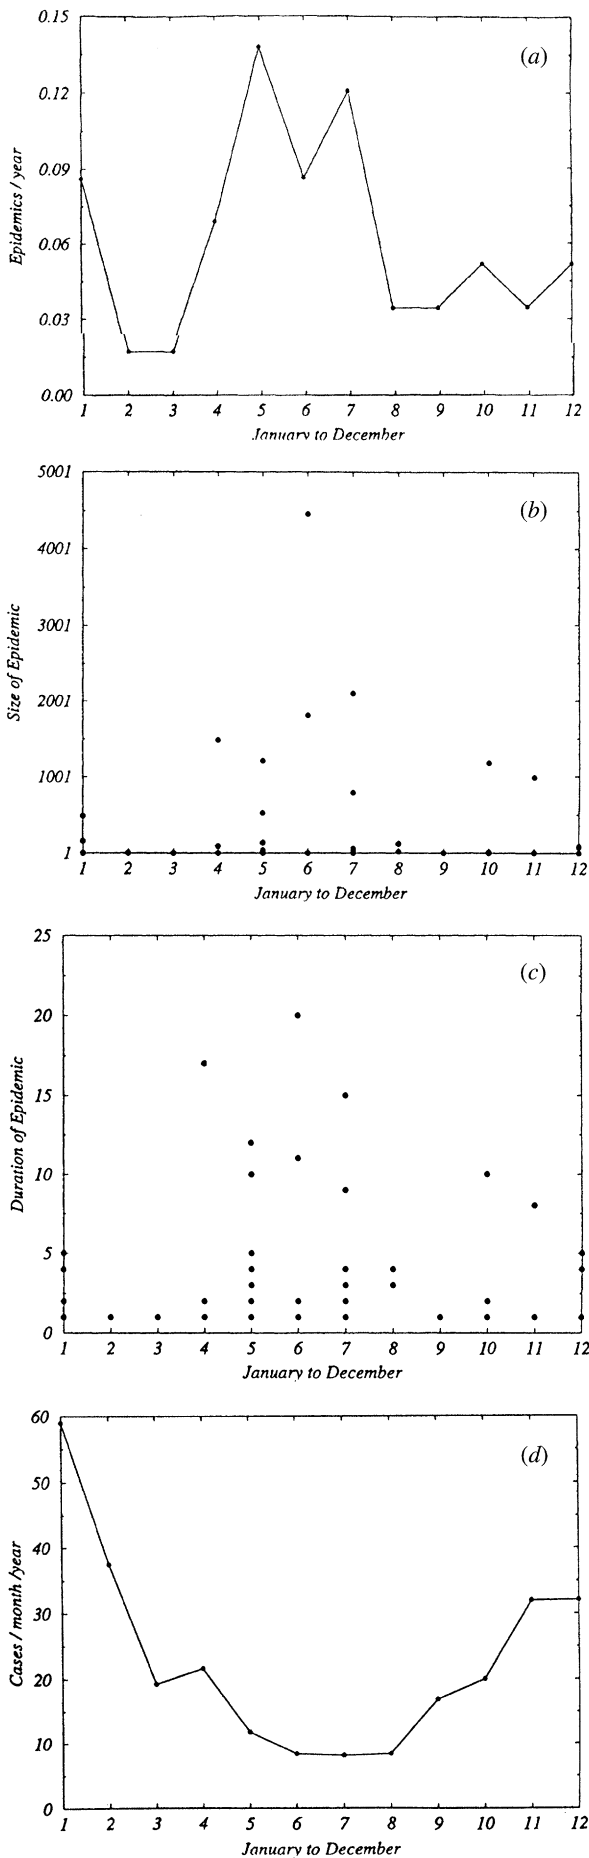 0.15
(a)
0.12
0.09
0.06
0.03
0.00
Epidemics / year
1 2 3 4 5 6 7 8 9 10 11 12
January to December
5001
(b)
4001
3001
2001
1001
1
Size of Epidemic
1 2 3 4 5 6 7 8 9 10 11 12
January to December
25
(c)
20
15
10
5
0
Duration of Epidemic
1 2 3 4 5 6 7 8 9 10 11 12
January to December
60
(d)
50
40
30
20
10
0
Cases / month /year
1 2 3 4 5 6 7 8 9 10 11 12
January to December